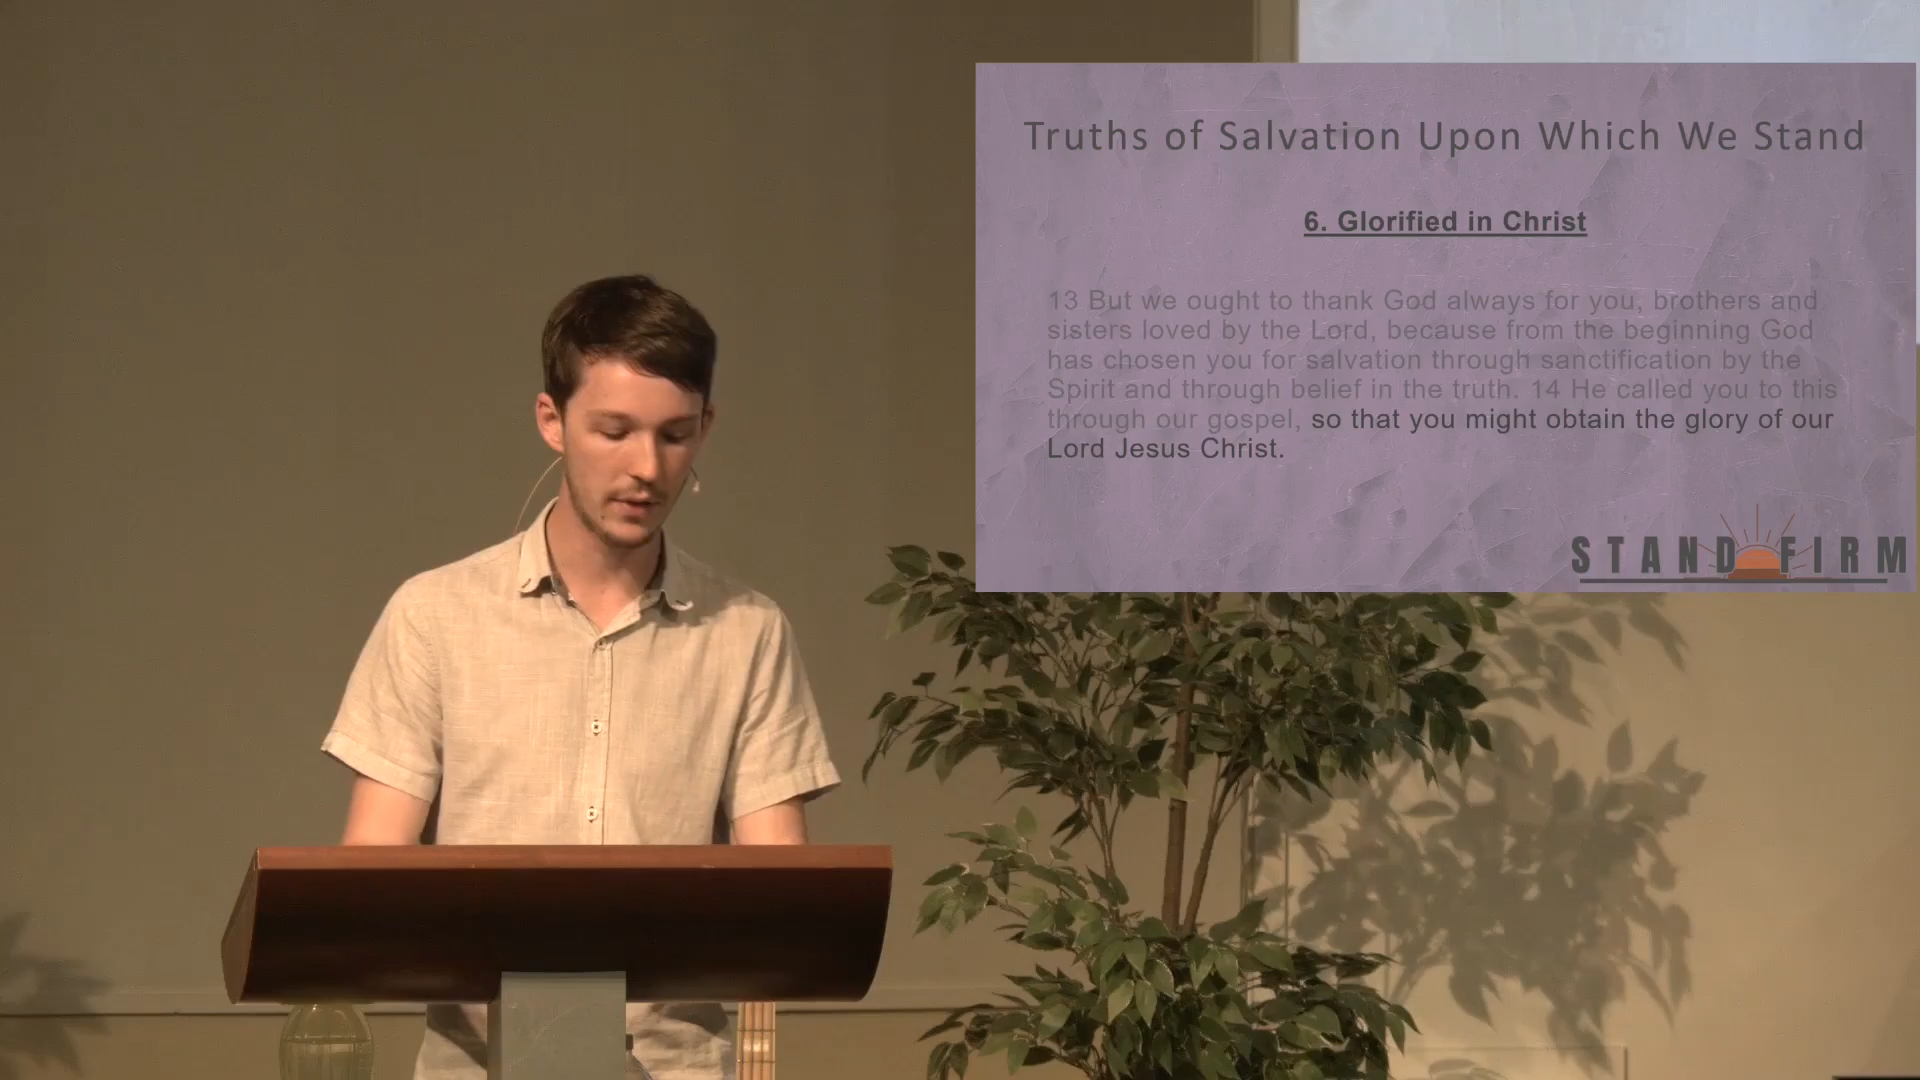 Truths of Salvation Upon Which We Stand
6. Glorified in Christ
13 But we ought to thank God always for you, brothers and
sisters loved by the Lord, because from the beginning God
has chosen you for salvation through sanctification by the
Spirit and through belief in the truth. 14 He called you to this
through our gospel, so that you might obtain the glory of our
Lord Jesus Christ.
STAND FIRM